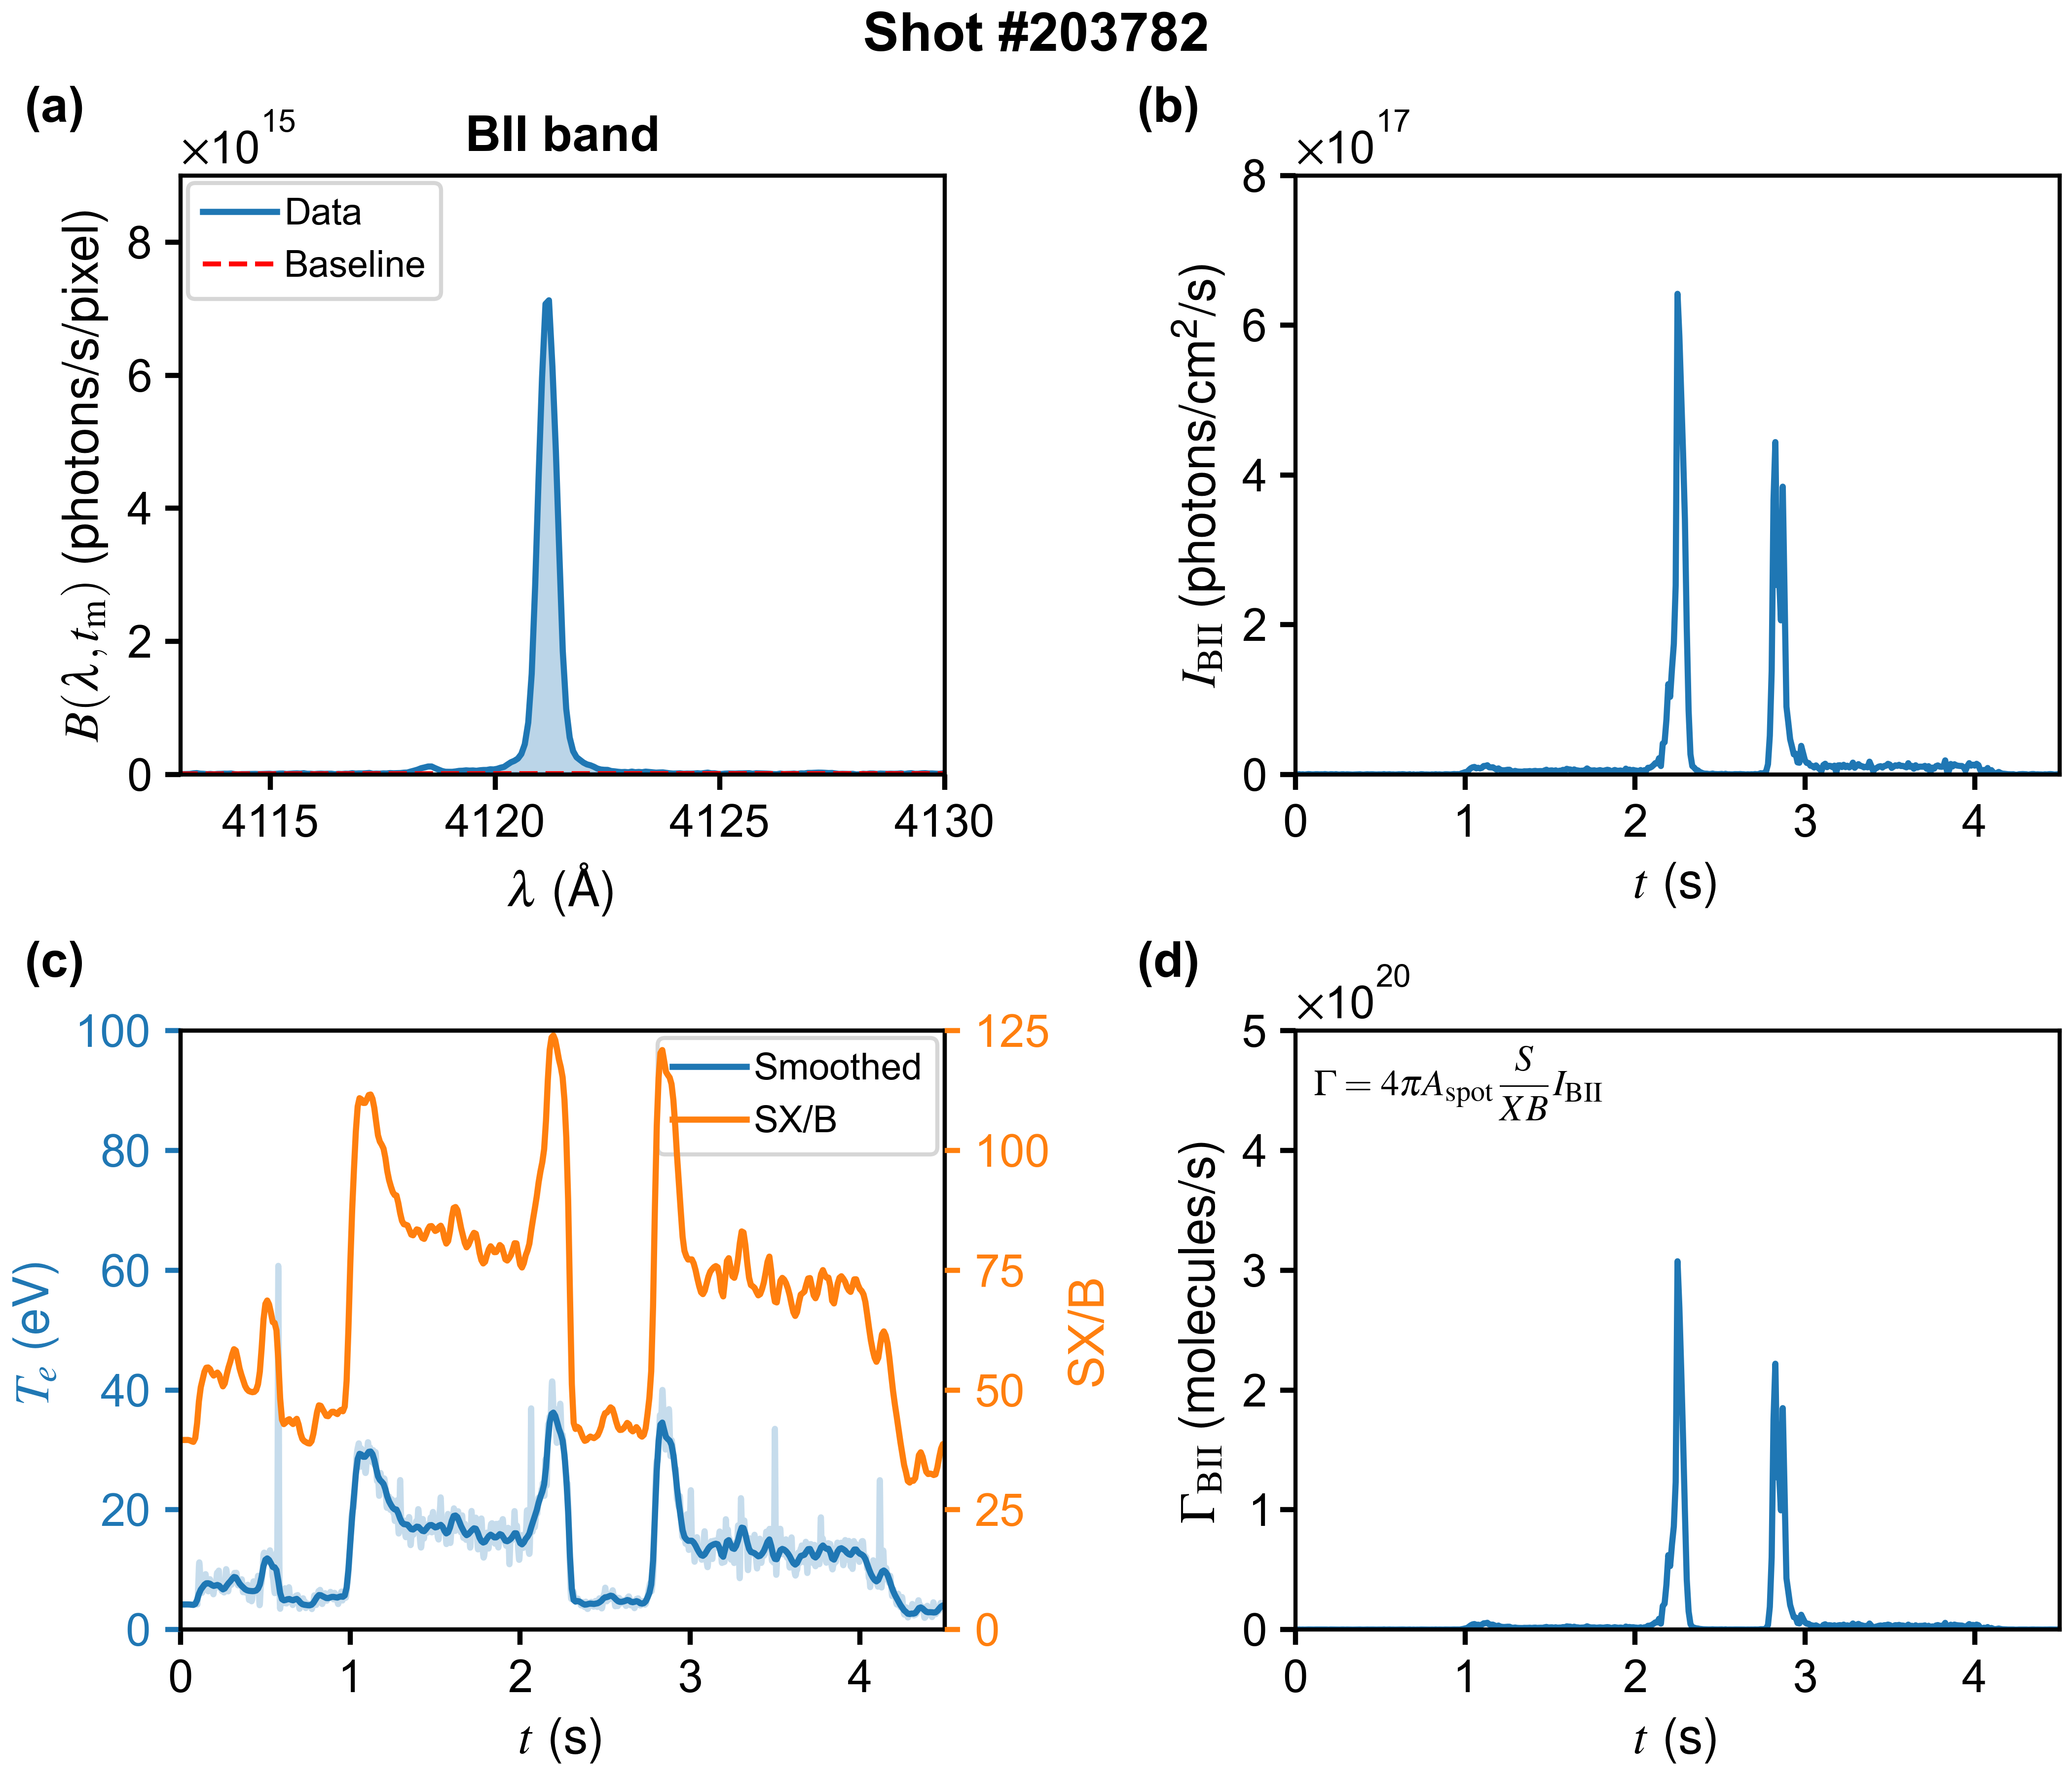 Shot #203782
(a)
×10^15
BII band
Data
Baseline
B(λ, t_m) (photons/s/pixel)
8
6
4
2
0
4115 4120 4125 4130
λ (Å)
(b)
×10^17
I_BII (photons/cm²/s)
8
6
4
2
0
0 1 2 3 4
t (s)
(c)
Smoothed
SX/B
T_e (eV)
100
80
60
40
20
0
125
100
75
50
25
0
SX/B
0 1 2 3 4
t (s)
(d)
×10^20
Γ = 4πA_spot S/XB I_BII
Γ_BII (molecules/s)
5
4
3
2
1
0
0 1 2 3 4
t (s)